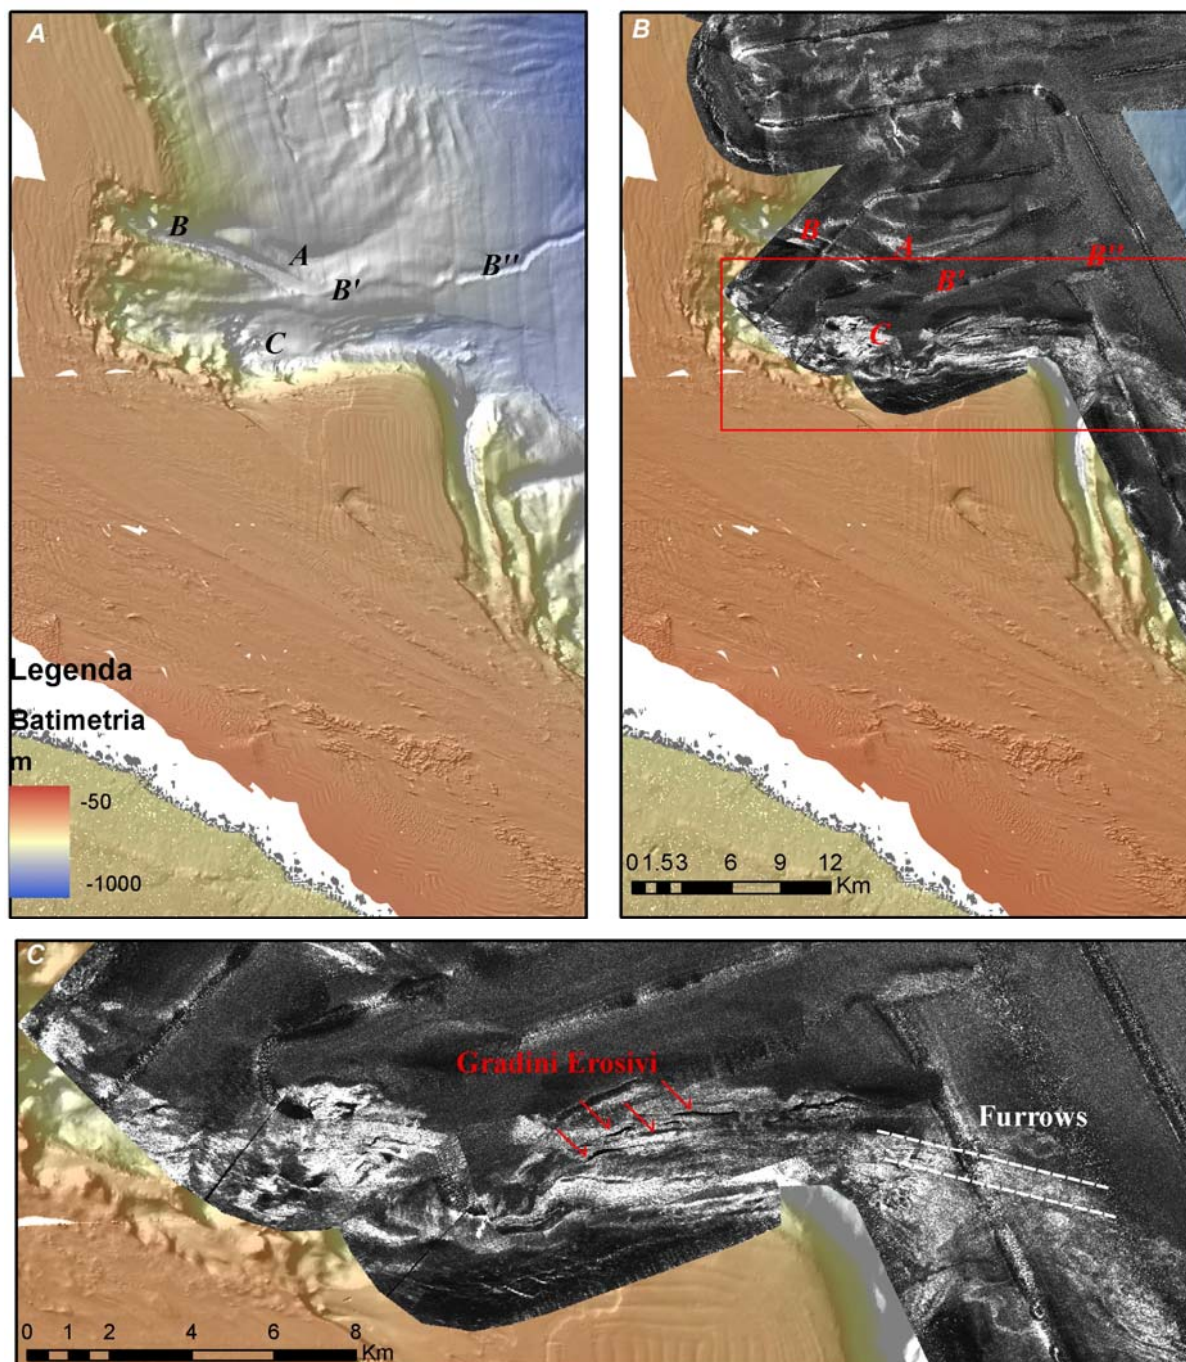 A
B
A
B'
B''
C
Legenda
Batimetria
m
-50
-1000
B
B
A
B'
B''
C
0 1.5 3 6 9 12
Km
C
Gradini Erosivi
Furrows
0 1 2 4 6 8
Km